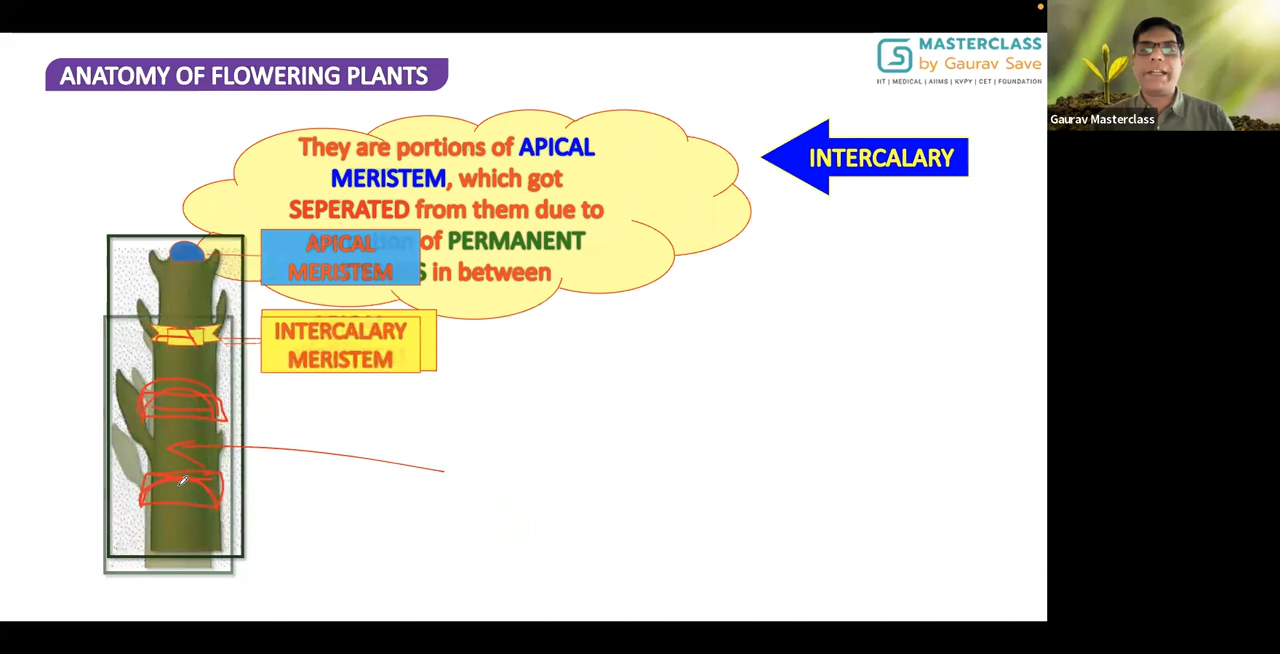 ANATOMY OF FLOWERING PLANTS
MASTERCLASS
by Gaurav Save
IIT | MEDICAL | AIIMS | KVPY | CET | FOUNDATION
Gaurav Masterclass
They are portions of APICAL
MERISTEM, which got
SEPERATED from them due to
of PERMANENT
in between
INTERCALARY
APICAL
MERISTEM
INTERCALARY
MERISTEM